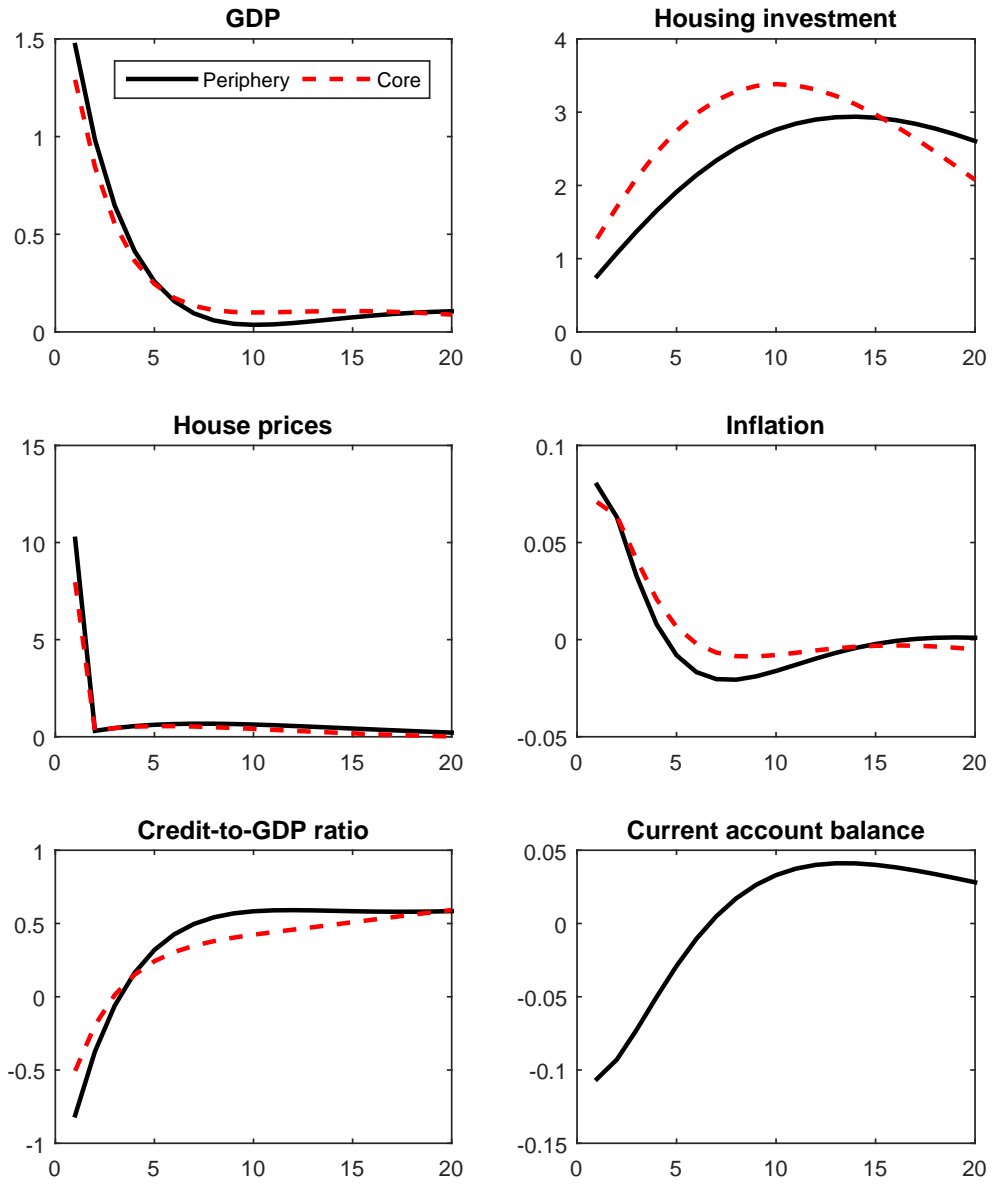 GDP
1.5
1
0.5
0
0 5 10 15 20
Periphery Core
Housing investment
4
3
2
1
0
0 5 10 15 20
House prices
15
10
5
0
0 5 10 15 20
Inflation
0.1
0.05
0
-0.05
0 5 10 15 20
Credit-to-GDP ratio
1
0.5
0
-0.5
-1
0 5 10 15 20
Current account balance
0.05
0
-0.05
-0.1
-0.15
0 5 10 15 20